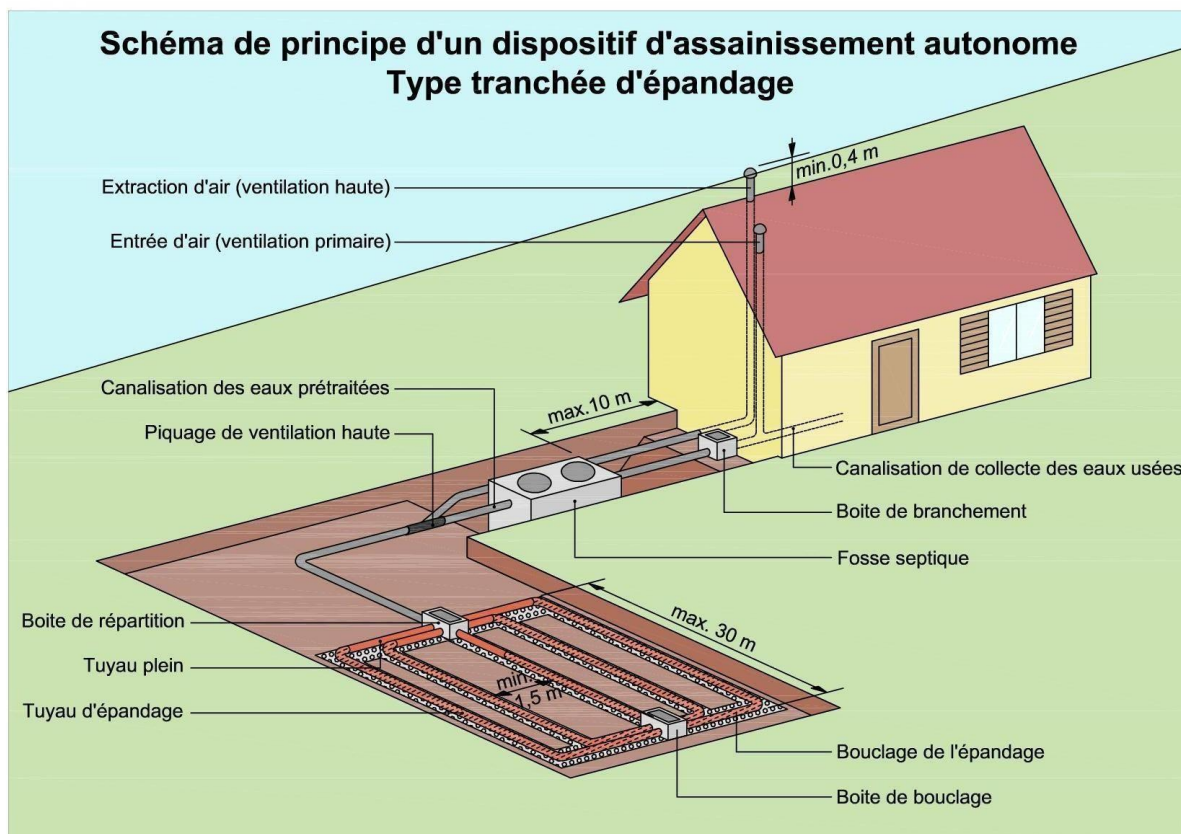 Schéma de principe d'un dispositif d'assainissement autonome
Type tranchée d'épandage
min.0,4 m
Extraction d'air (ventilation haute)
Entrée d'air (ventilation primaire)
Canalisation des eaux prétraitées
max.10 m
Piquage de ventilation haute
Canalisation de collecte des eaux usées
Boite de branchement
Fosse septique
Boite de répartition
max. 30 m
Tuyau plein
min.
1,5 m
Tuyau d'épandage
Bouclage de l'épandage
Boite de bouclage